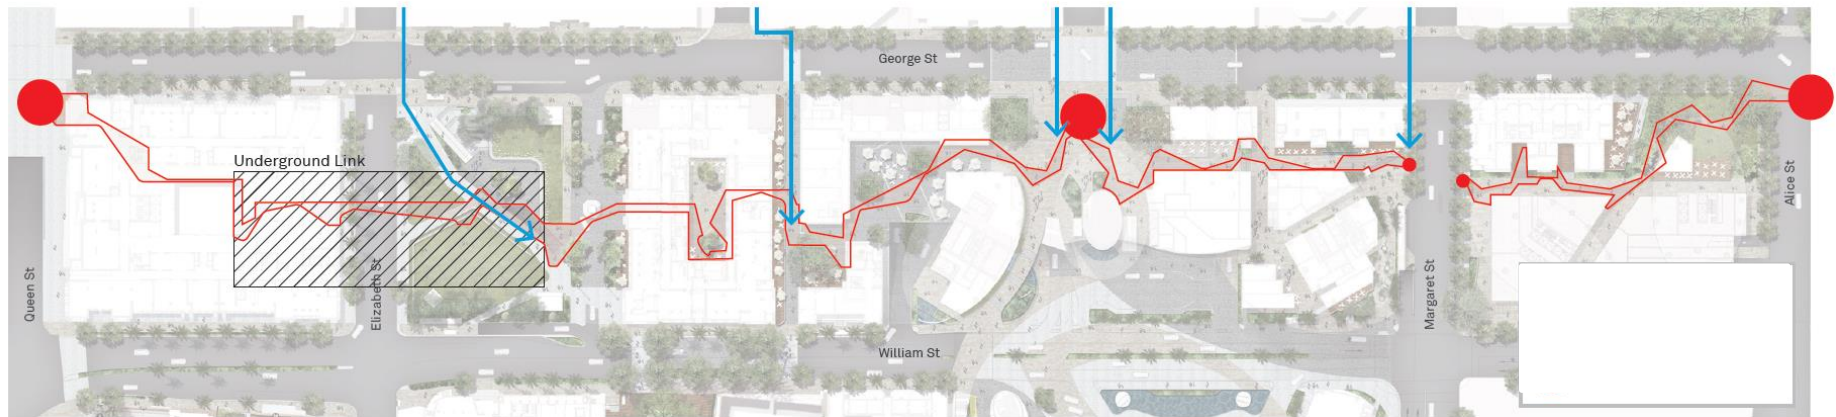 George St
Underground Link
Queen St
Elizabeth St
William St
Margaret St
Alice St